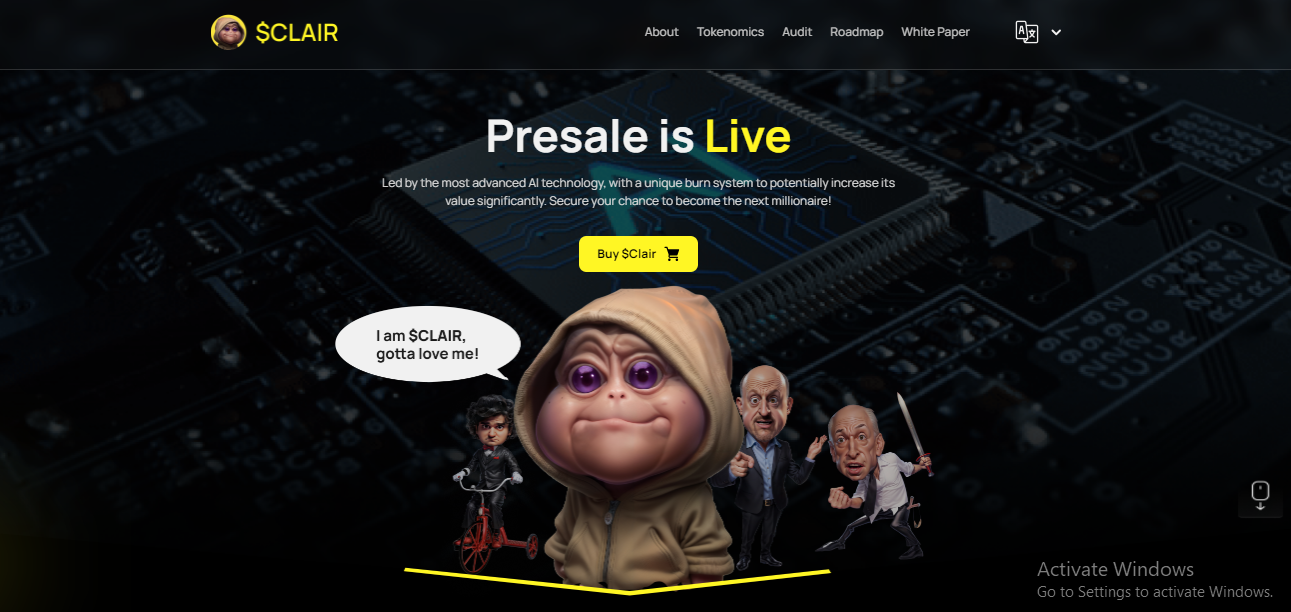 $CLAIR
About
Tokenomics
Audit
Roadmap
White Paper
Presale is Live
Led by the most advanced AI technology, with a unique burn system to potentially increase its
value significantly. Secure your chance to become the next millionaire!
Buy $Clair
I am $CLAIR,
gotta love me!
Activate Windows
Go to Settings to activate Windows.